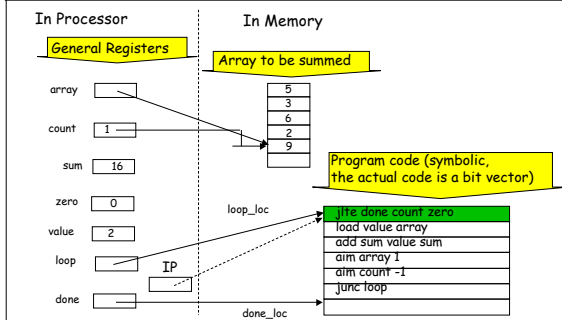 In Processor
In Memory
General Registers
Array to be summed
array
count
1
sum
16
zero
0
value
2
loop
IP
done
5
3
6
2
9
Program code (symbolic,
the actual code is a bit vector)
loop_loc
done_loc
jlte done count zero
load value array
add sum value sum
aim array 1
aim count -1
junc loop